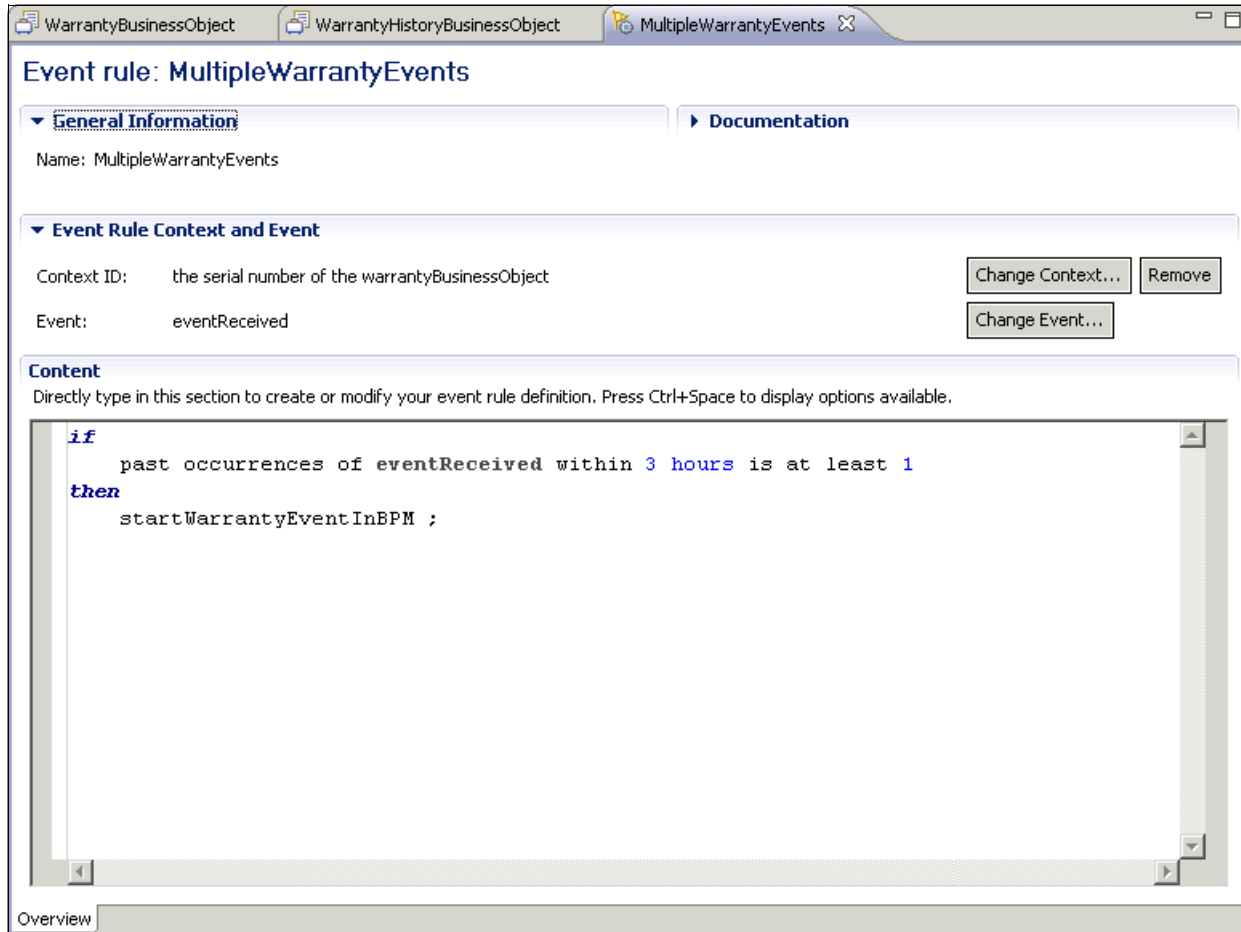 WarrantyBusinessObject WarrantyHistoryBusinessObject MultipleWarrantyEvents
Event rule: MultipleWarrantyEvents
General Information Documentation
Name: MultipleWarrantyEvents
Event Rule Context and Event
Context ID: the serial number of the warrantyBusinessObject Change Context... Remove
Event: eventReceived Change Event...
Content
Directly type in this section to create or modify your event rule definition. Press Ctrl+Space to display options available.
if
past occurrences of eventReceived within 3 hours is at least 1
then
startWarrantyEventInBPM ;
Overview